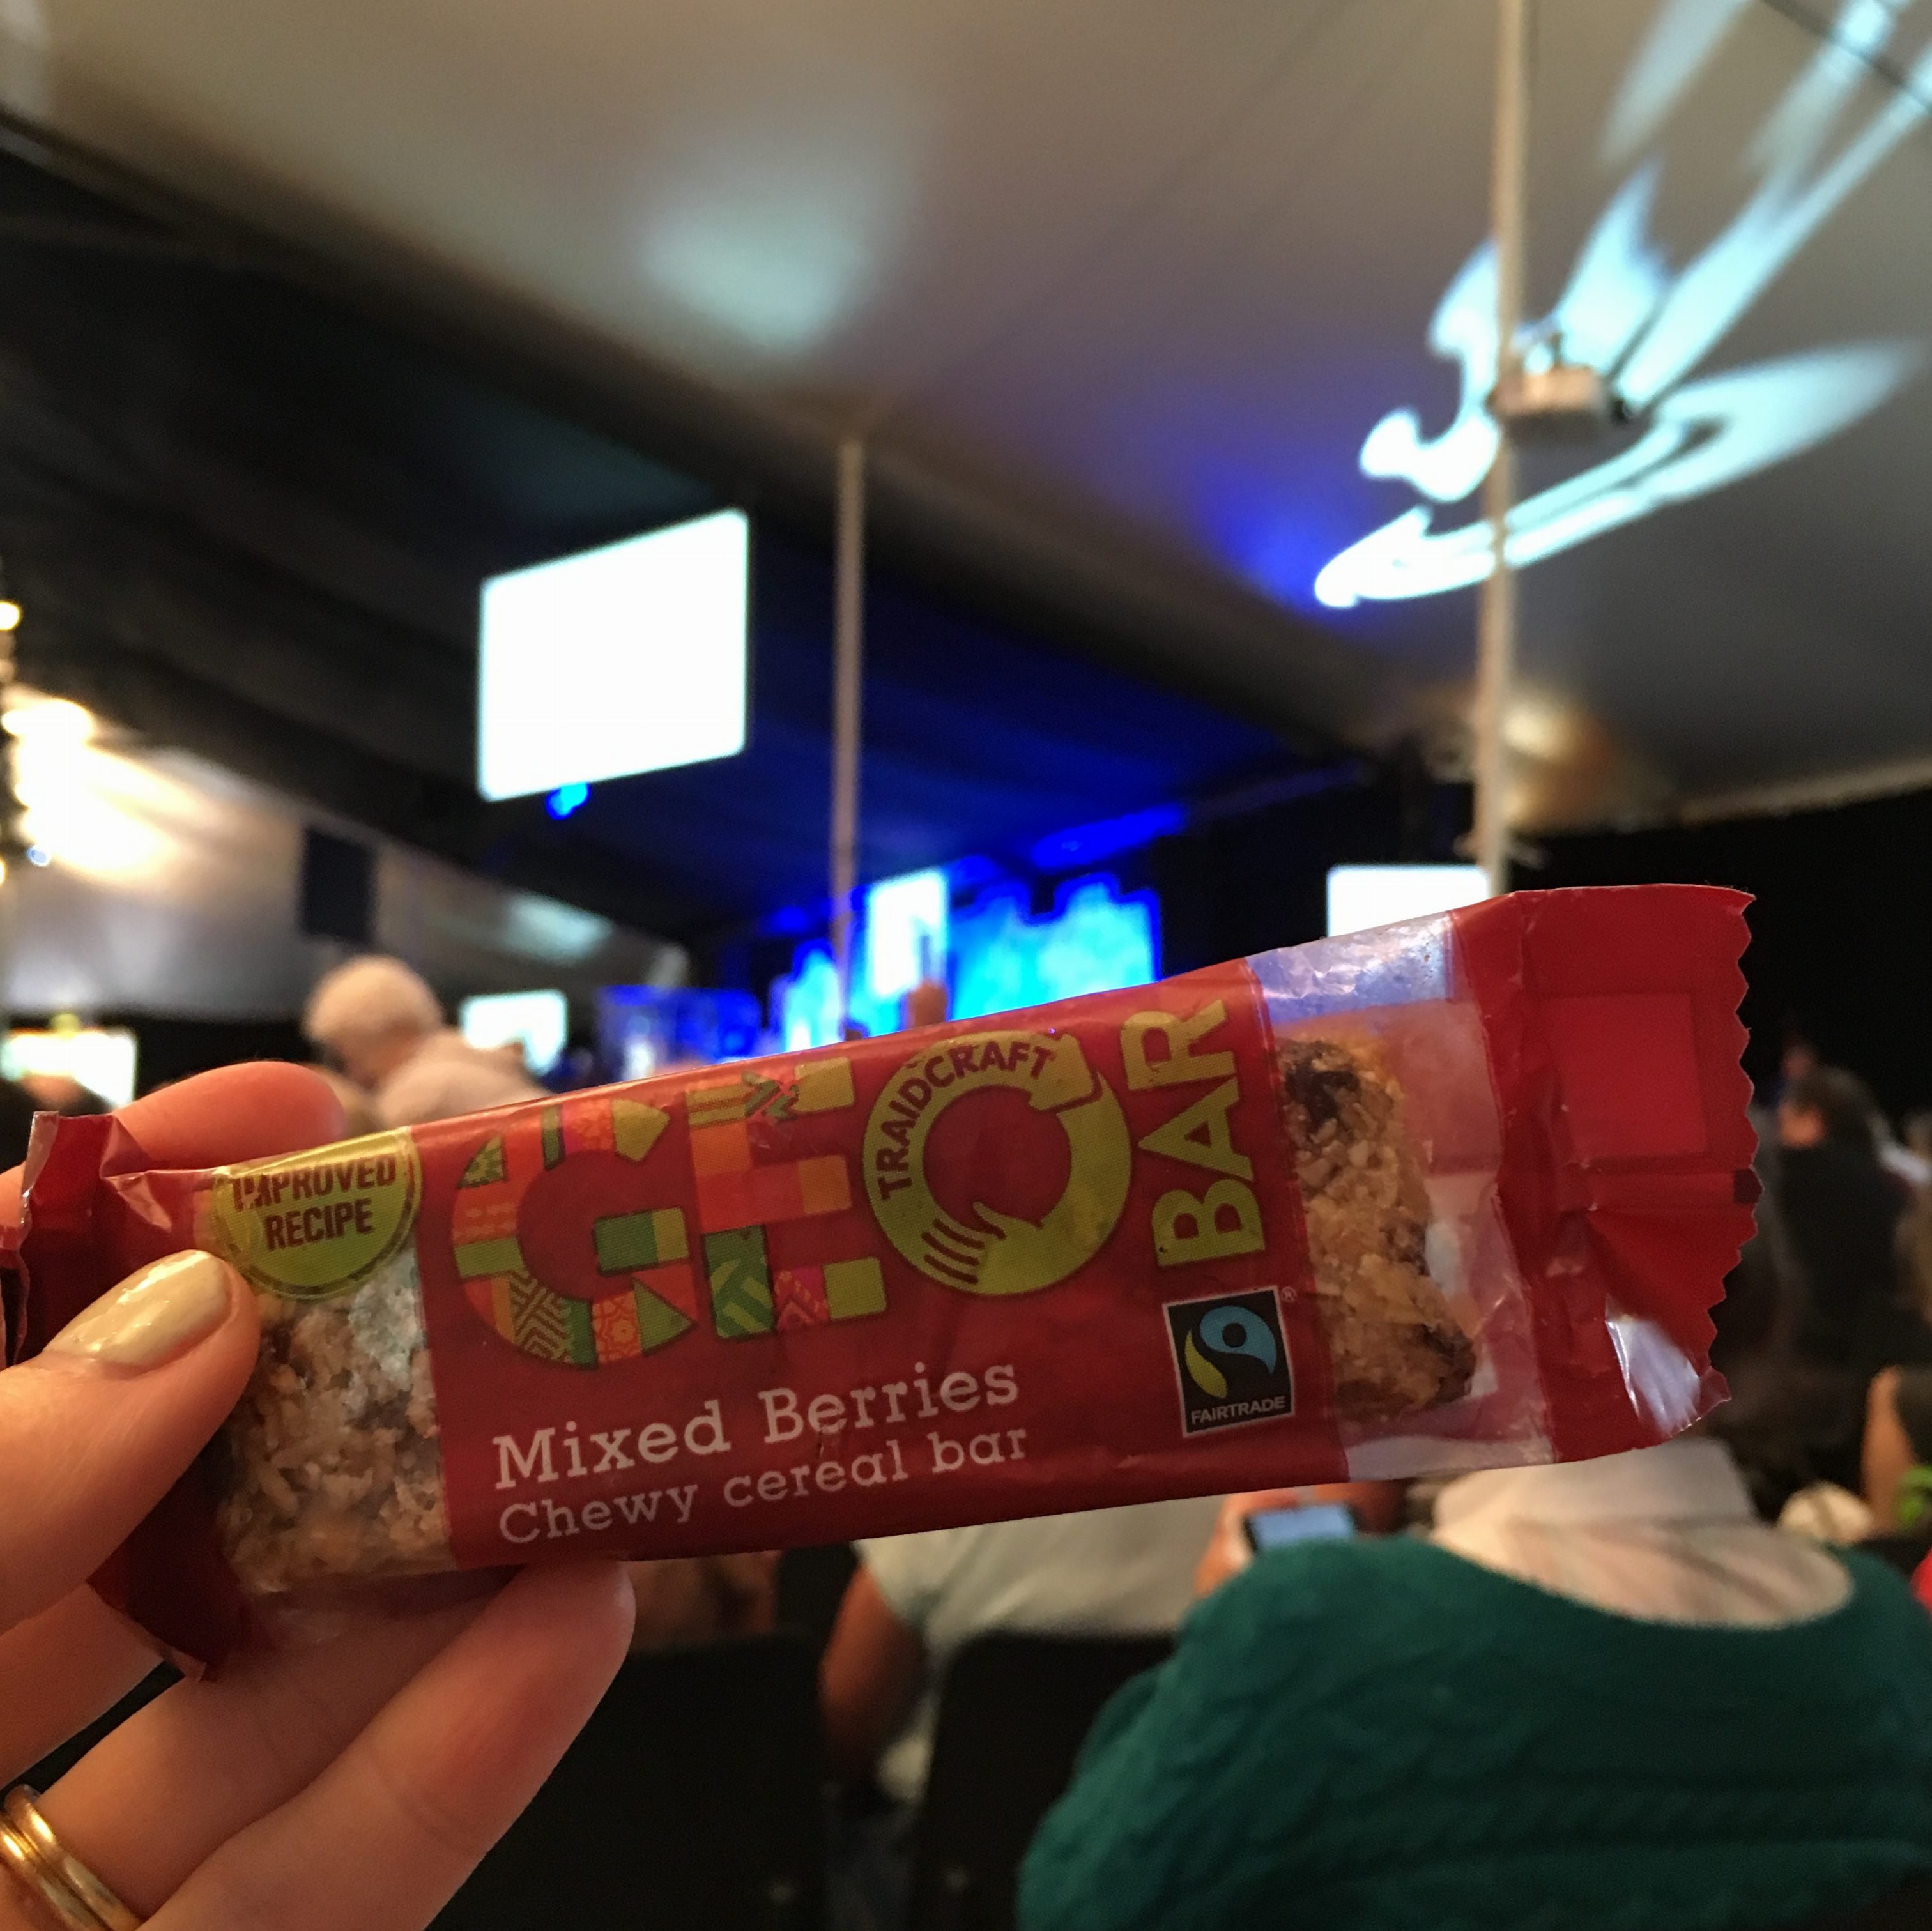 IMPROVED
RECIPE
GEO
TRAIDCRAFT
BAR
Mixed Berries
Chewy cereal bar
FAIRTRADE
®